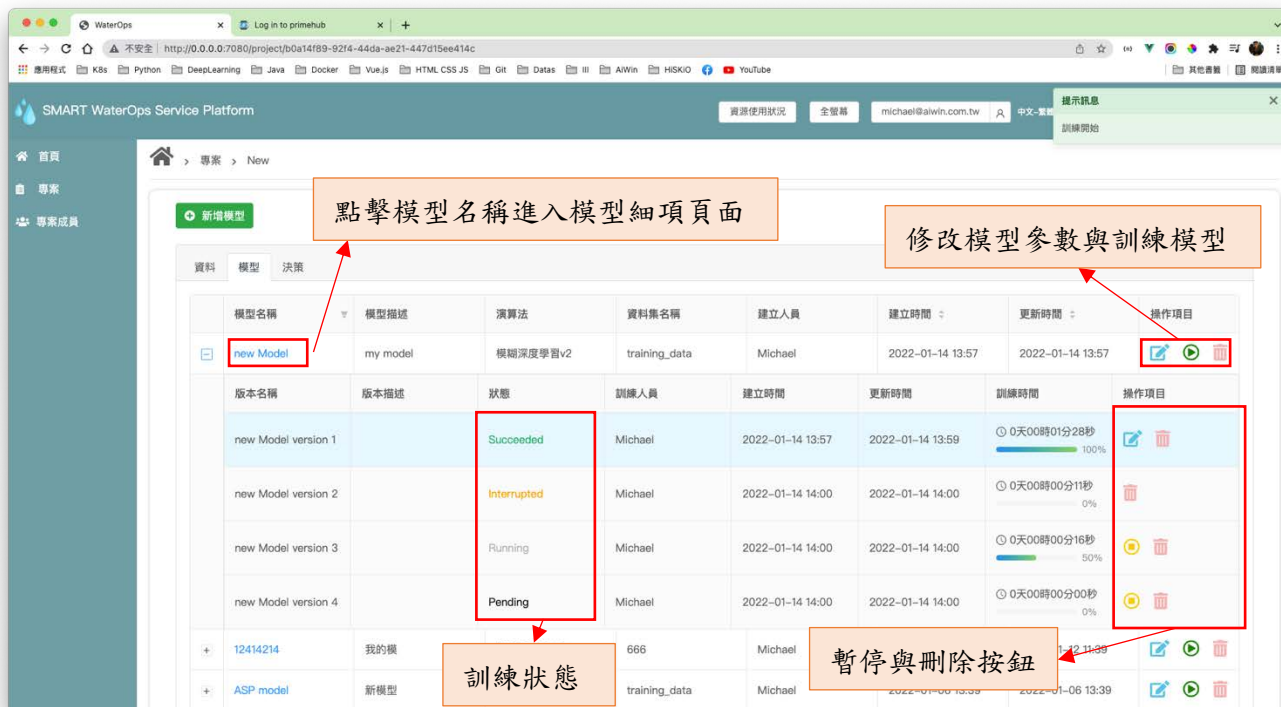 WaterOps
Log in to primehub
不安全 http://0.0.0.0:7080/project/b0a14f89-92f4-44da-ae21-447d15ee414c
應用程式 K8s Python DeepLearning Java Docker Vue.js HTML CSS JS Git Datas III AiWin HiSKIO YouTube 其他書籤 閱讀清單
SMART WaterOps Service Platform
資源使用狀況 全螢幕 michael@aiwin.com.tw 中文-繁體
提示訊息
訓練開始
首頁
專案
專案成員
專案 > New
新增模型
點擊模型名稱進入模型細項頁面
修改模型參數與訓練模型
資料 模型 決策
模型名稱 模型描述 演算法 資料集名稱 建立人員 建立時間 更新時間 操作項目
new Model my model 模糊深度學習v2 training_data Michael 2022-01-14 13:57 2022-01-14 13:57
版本名稱 版本描述 狀態 訓練人員 建立時間 更新時間 訓練時間 操作項目
new Model version 1 Succeeded Michael 2022-01-14 13:57 2022-01-14 13:59 0天00時01分28秒 100%
new Model version 2 Interrupted Michael 2022-01-14 14:00 2022-01-14 14:00 0天00時00分11秒 0%
new Model version 3 Running Michael 2022-01-14 14:00 2022-01-14 14:00 0天00時00分16秒 50%
new Model version 4 Pending Michael 2022-01-14 14:00 2022-01-14 14:00 0天00時00分00秒 0%
12414214 我的模 666 Michael 11:39
ASP model 新模型 training_data Michael 2022-01-06 13:39 2022-01-06 13:39
訓練狀態
暫停與刪除按鈕